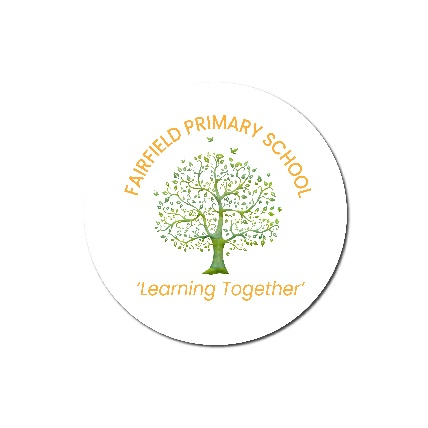 FAIRFIELD PRIMARY SCHOOL
'Learning Together'